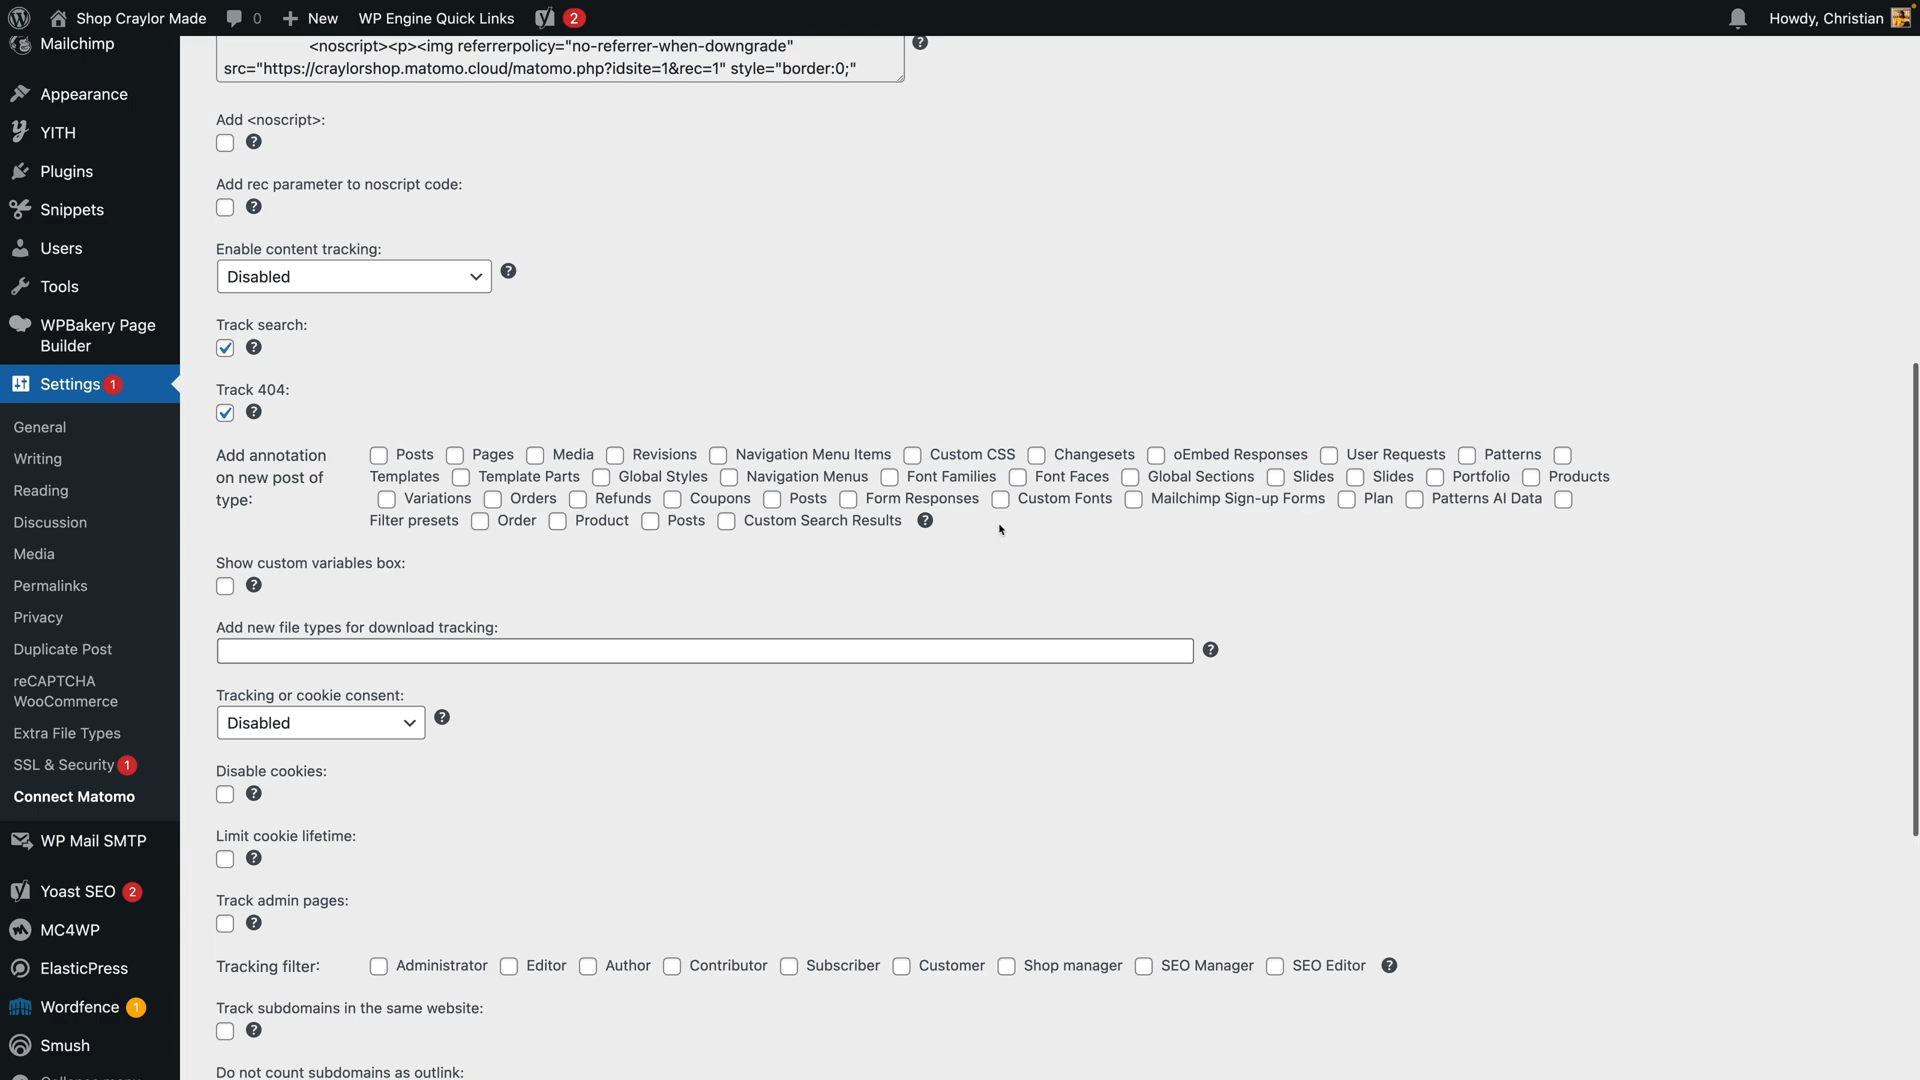 Shop Craylor Made 0 New WP Engine Quick Links 2 Howdy, Christian
Mailchimp
Appearance
YITH
Plugins
Snippets
Users
Tools
WPBakery Page
Builder
Settings 1
General
Writing
Reading
Discussion
Media
Permalinks
Privacy
Duplicate Post
reCAPTCHA
WooCommerce
Extra File Types
SSL & Security 1
Connect Matomo
WP Mail SMTP
Yoast SEO 2
MC4WP
ElasticPress
Wordfence 1
Smush
Collapse menu
<noscript><p><img referrerpolicy="no-referrer-when-downgrade"
src="https://craylorshop.matomo.cloud/matomo.php?idsite=1&rec=1" style="border:0;"
Add <noscript>:
Add rec parameter to noscript code:
Enable content tracking:
Disabled
Track search:
Track 404:
Add annotation
on new post of
type:
Posts Pages Media Revisions Navigation Menu Items Custom CSS Changesets oEmbed Responses User Requests Patterns
Templates Template Parts Global Styles Navigation Menus Font Families Font Faces Global Sections Slides Slides Portfolio Products
Variations Orders Refunds Coupons Posts Form Responses Custom Fonts Mailchimp Sign-up Forms Plan Patterns AI Data
Filter presets Order Product Posts Custom Search Results
Show custom variables box:
Add new file types for download tracking:
Tracking or cookie consent:
Disabled
Disable cookies:
Limit cookie lifetime:
Track admin pages:
Tracking filter: Administrator Editor Author Contributor Subscriber Customer Shop manager SEO Manager SEO Editor
Track subdomains in the same website:
Do not count subdomains as outlink: